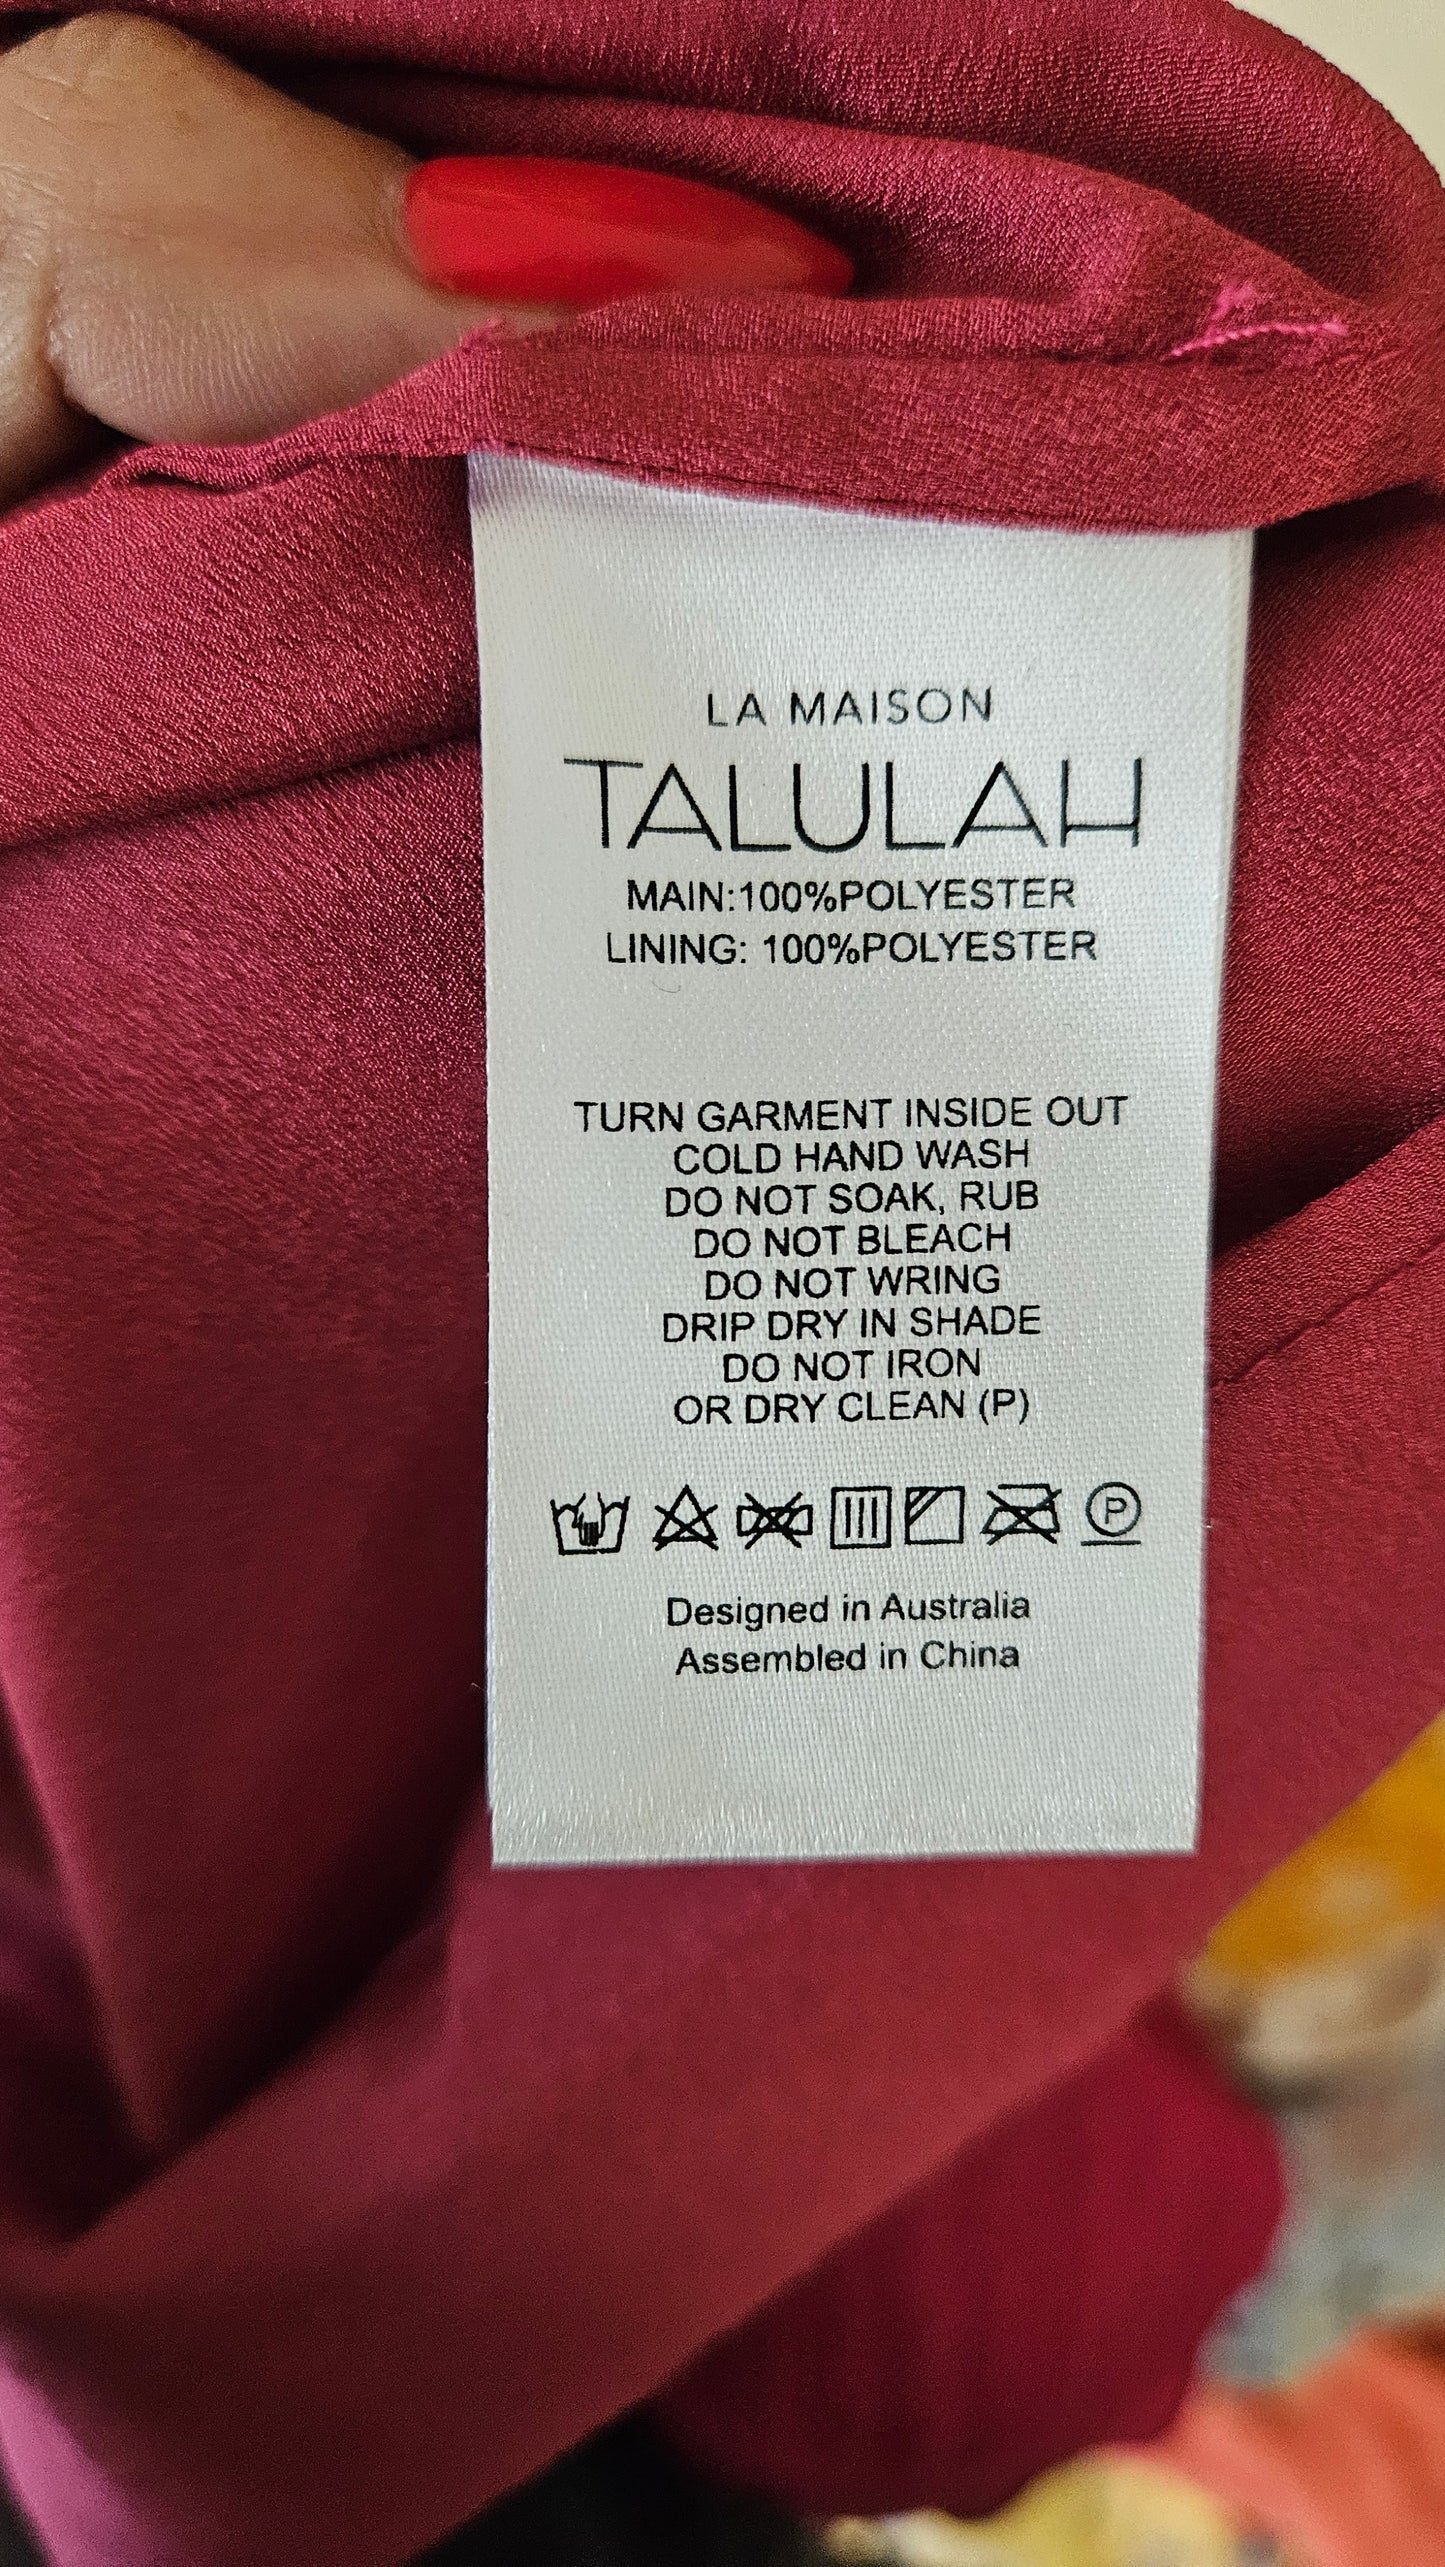 LA MAISON
TALULAH
MAIN:100%POLYESTER
LINING: 100%POLYESTER
TURN GARMENT INSIDE OUT
COLD HAND WASH
DO NOT SOAK, RUB
DO NOT BLEACH
DO NOT WRING
DRIP DRY IN SHADE
DO NOT IRON
OR DRY CLEAN (P)
P
Designed in Australia
Assembled in China